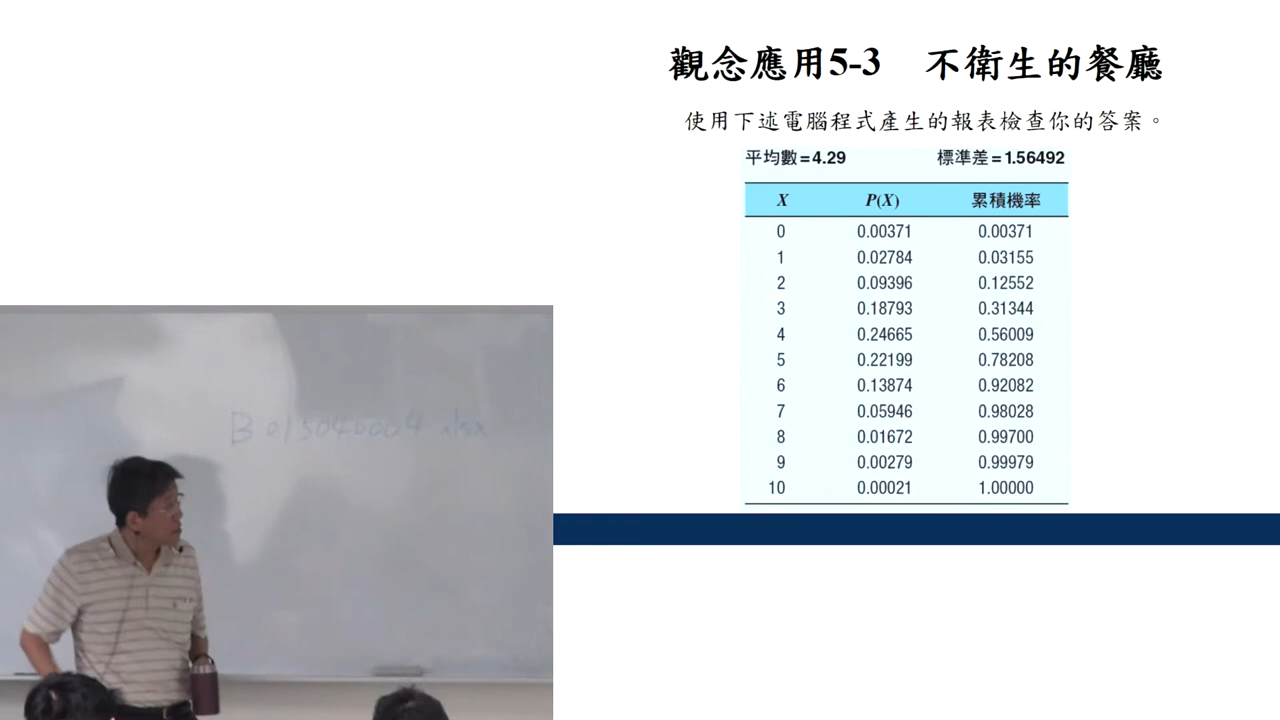 觀念應用5-3 不衛生的餐廳
使用下述電腦程式產生的報表檢查你的答案。
平均數=4.29 標準差=1.56492
X P(X) 累積機率
0 0.00371 0.00371
1 0.02784 0.03155
2 0.09396 0.12552
3 0.18793 0.31344
4 0.24665 0.56009
5 0.22199 0.78208
6 0.13874 0.92082
7 0.05946 0.98028
8 0.01672 0.99700
9 0.00279 0.99979
10 0.00021 1.00000
B 015040004